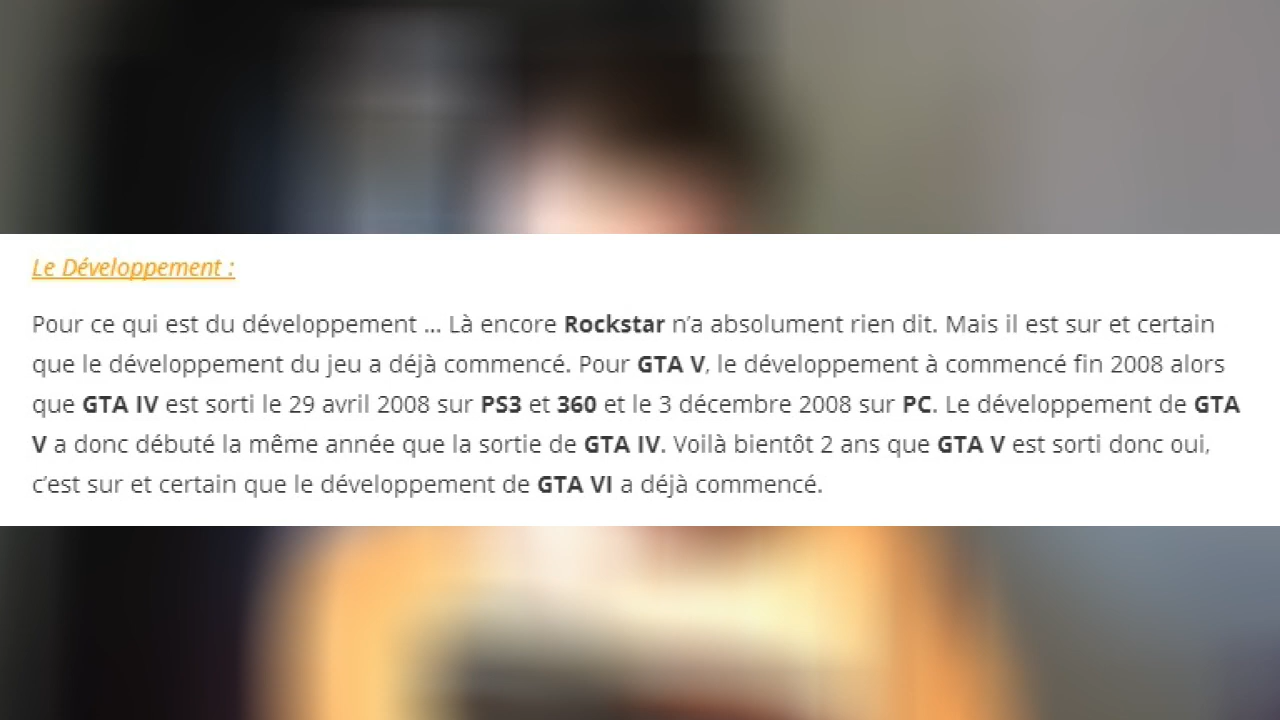 Le Développement :
Pour ce qui est du développement ... Là encore Rockstar n'a absolument rien dit. Mais il est sur et certain
que le développement du jeu a déjà commencé. Pour GTA V, le développement à commencé fin 2008 alors
que GTA IV est sorti le 29 avril 2008 sur PS3 et 360 et le 3 décembre 2008 sur PC. Le développement de GTA
V a donc débuté la même année que la sortie de GTA IV. Voilà bientôt 2 ans que GTA V est sorti donc oui,
c'est sur et certain que le développement de GTA VI a déjà commencé.